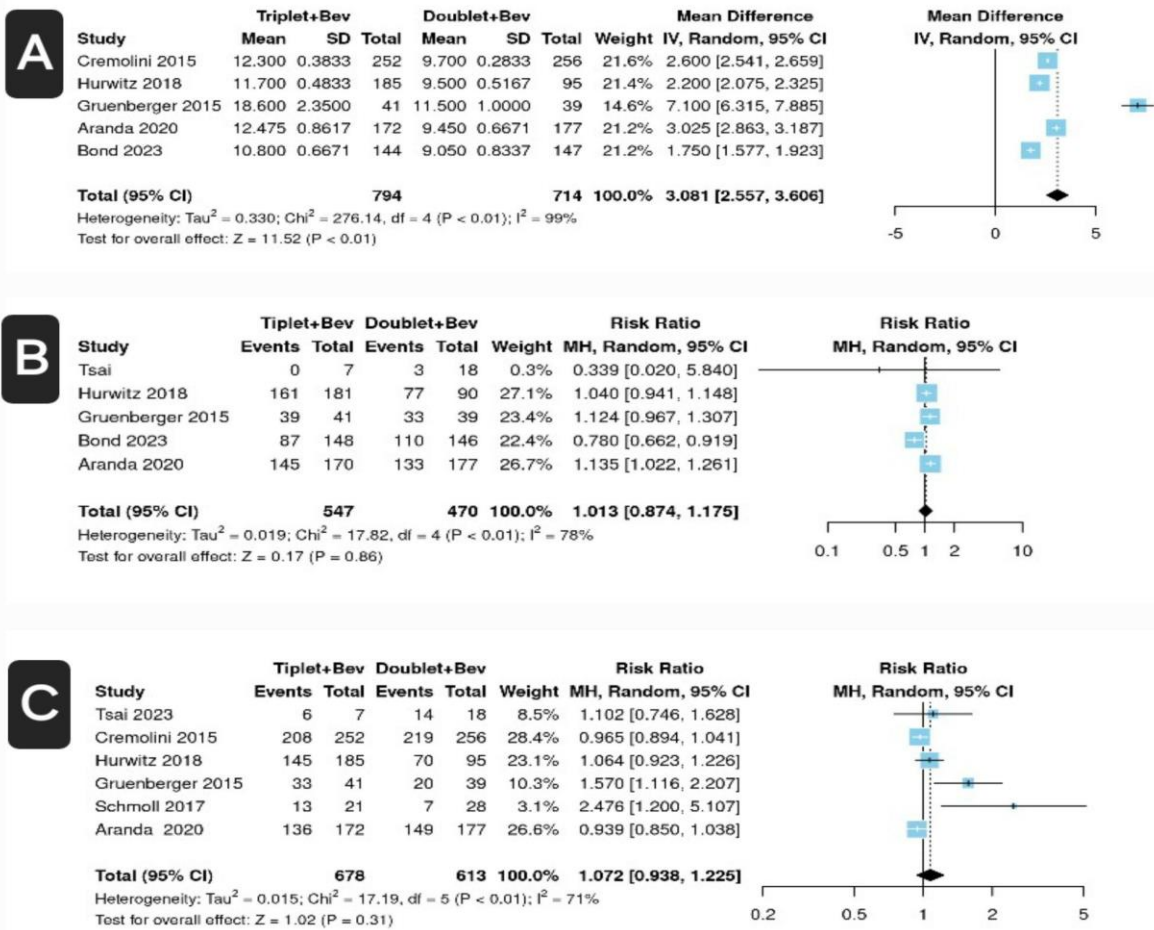 A
Triplet+Bev Doublet+Bev Mean Difference Mean Difference
Study Mean SD Total Mean SD Total Weight IV, Random, 95% CI IV, Random, 95% CI
Cremolini 2015 12.300 0.3833 252 9.700 0.2833 256 21.6% 2.600 [2.541, 2.659]
Hurwitz 2018 11.700 0.4833 185 9.500 0.5167 95 21.4% 2.200 [2.075, 2.325]
Gruenberger 2015 18.600 2.3500 41 11.500 1.0000 39 14.6% 7.100 [6.315, 7.885]
Aranda 2020 12.475 0.8617 172 9.450 0.6671 177 21.2% 3.025 [2.863, 3.187]
Bond 2023 10.800 0.6671 144 9.050 0.8337 147 21.2% 1.750 [1.577, 1.923]
Total (95% CI) 794 714 100.0% 3.081 [2.557, 3.606]
Heterogeneity: Tau² = 0.330; Chi² = 276.14, df = 4 (P < 0.01); I² = 99%
Test for overall effect: Z = 11.52 (P < 0.01)
-5 0 5
B
Tiplet+Bev Doublet+Bev Risk Ratio Risk Ratio
Study Events Total Events Total Weight MH, Random, 95% CI MH, Random, 95% CI
Tsai 0 7 3 18 0.3% 0.339 [0.020, 5.840]
Hurwitz 2018 161 181 77 90 27.1% 1.040 [0.941, 1.148]
Gruenberger 2015 39 41 33 39 23.4% 1.124 [0.967, 1.307]
Bond 2023 87 148 110 146 22.4% 0.780 [0.662, 0.919]
Aranda 2020 145 170 133 177 26.7% 1.135 [1.022, 1.261]
Total (95% CI) 547 470 100.0% 1.013 [0.874, 1.175]
Heterogeneity: Tau² = 0.019; Chi² = 17.82, df = 4 (P < 0.01); I² = 78%
Test for overall effect: Z = 0.17 (P = 0.86)
0.1 0.5 1 2 10
C
Tiplet+Bev Doublet+Bev Risk Ratio Risk Ratio
Study Events Total Events Total Weight MH, Random, 95% CI MH, Random, 95% CI
Tsai 2023 6 7 14 18 8.5% 1.102 [0.746, 1.628]
Cremolini 2015 208 252 219 256 28.4% 0.965 [0.894, 1.041]
Hurwitz 2018 145 185 70 95 23.1% 1.064 [0.923, 1.226]
Gruenberger 2015 33 41 20 39 10.3% 1.570 [1.116, 2.207]
Schmoll 2017 13 21 7 28 3.1% 2.476 [1.200, 5.107]
Aranda 2020 136 172 149 177 26.6% 0.939 [0.850, 1.038]
Total (95% CI) 678 613 100.0% 1.072 [0.938, 1.225]
Heterogeneity: Tau² = 0.015; Chi² = 17.19, df = 5 (P < 0.01); I² = 71%
Test for overall effect: Z = 1.02 (P = 0.31)
0.2 0.5 1 2 5